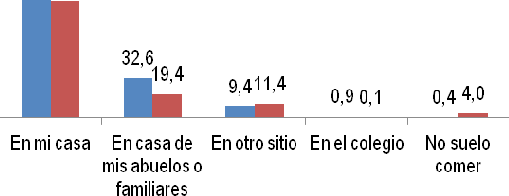 32,6
19,4
9,4 11,4
0,9 0,1
0,4 4,0
En mi casa
En casa de
mis abuelos o
familiares
En otro sitio
En el colegio
No suelo
comer